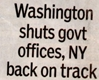 Washington
shuts govt
offices, NY
back on track